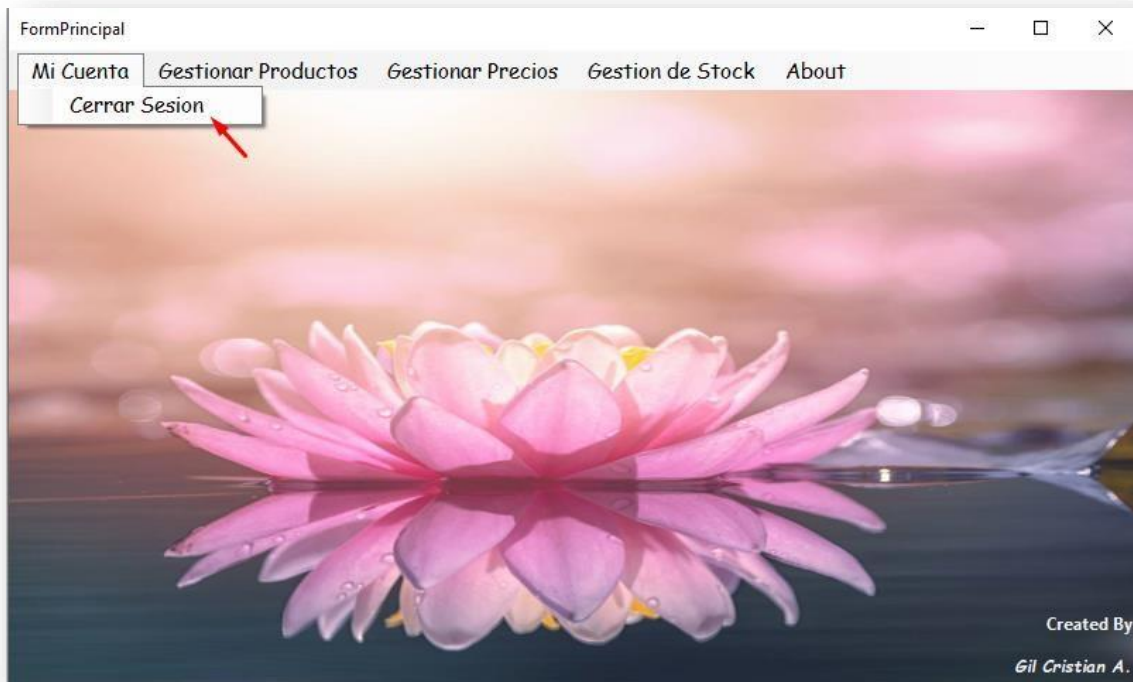 FormPrincipal
Mi Cuenta Gestionar Productos Gestionar Precios Gestion de Stock About
Cerrar Sesion
Created By
Gil Cristian A.